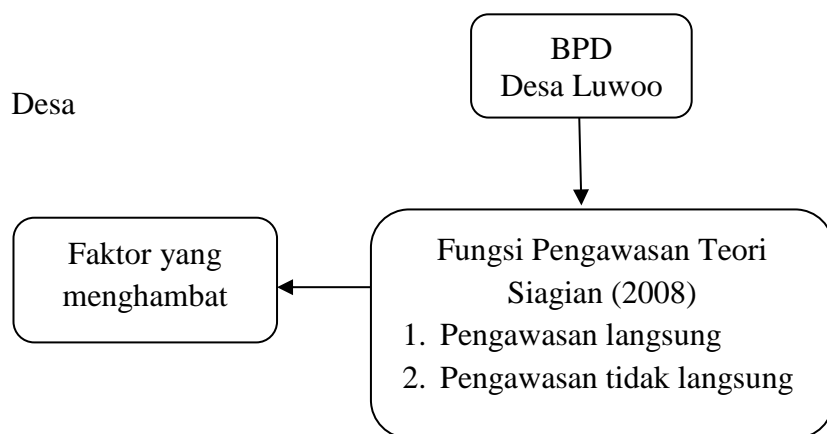 BPD
Desa Luwoo
Desa
Faktor yang
menghambat
Fungsi Pengawasan Teori
Siagian (2008)
1. Pengawasan langsung
2. Pengawasan tidak langsung